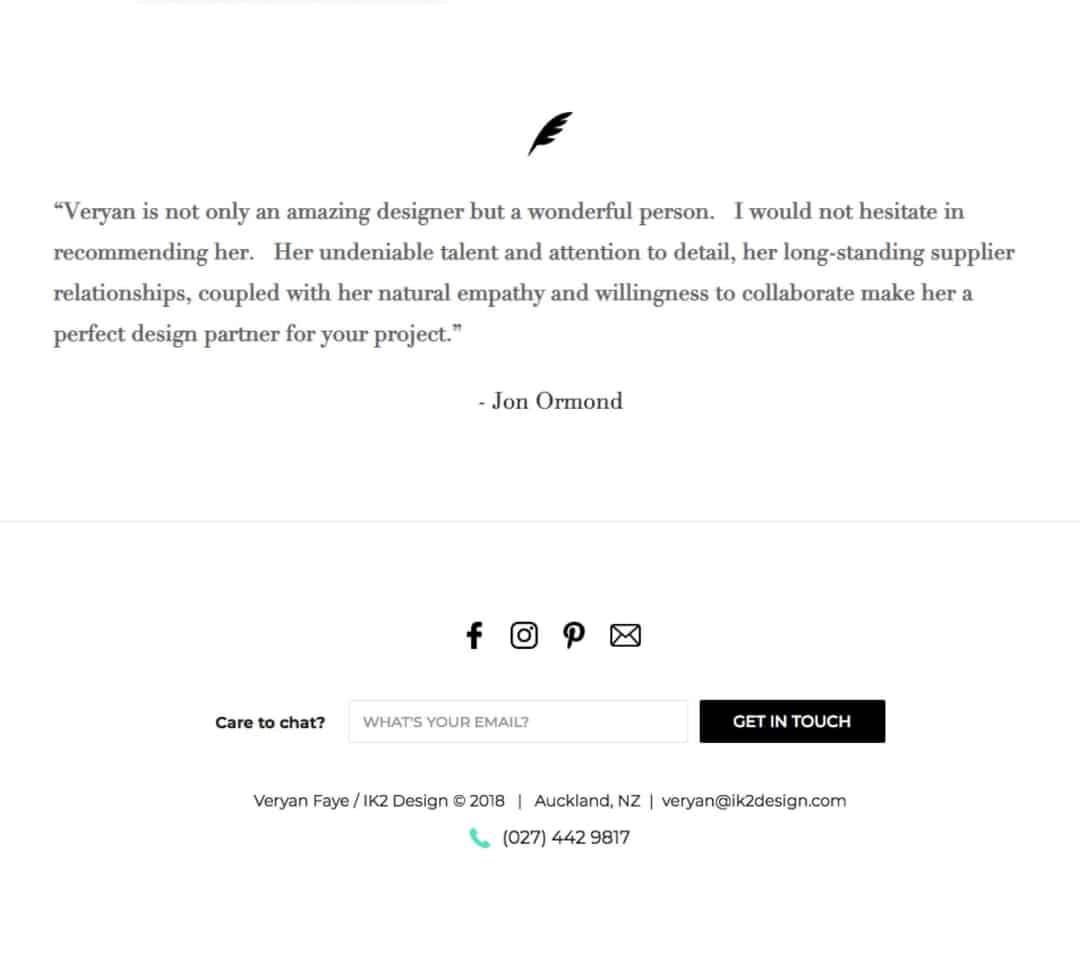 “Veryan is not only an amazing designer but a wonderful person.   I would not hesitate in
recommending her.   Her undeniable talent and attention to detail, her long-standing supplier
relationships, coupled with her natural empathy and willingness to collaborate make her a
perfect design partner for your project.”
- Jon Ormond
Care to chat? WHAT'S YOUR EMAIL? GET IN TOUCH
Veryan Faye / IK2 Design © 2018 | Auckland, NZ | veryan@ik2design.com
(027) 442 9817